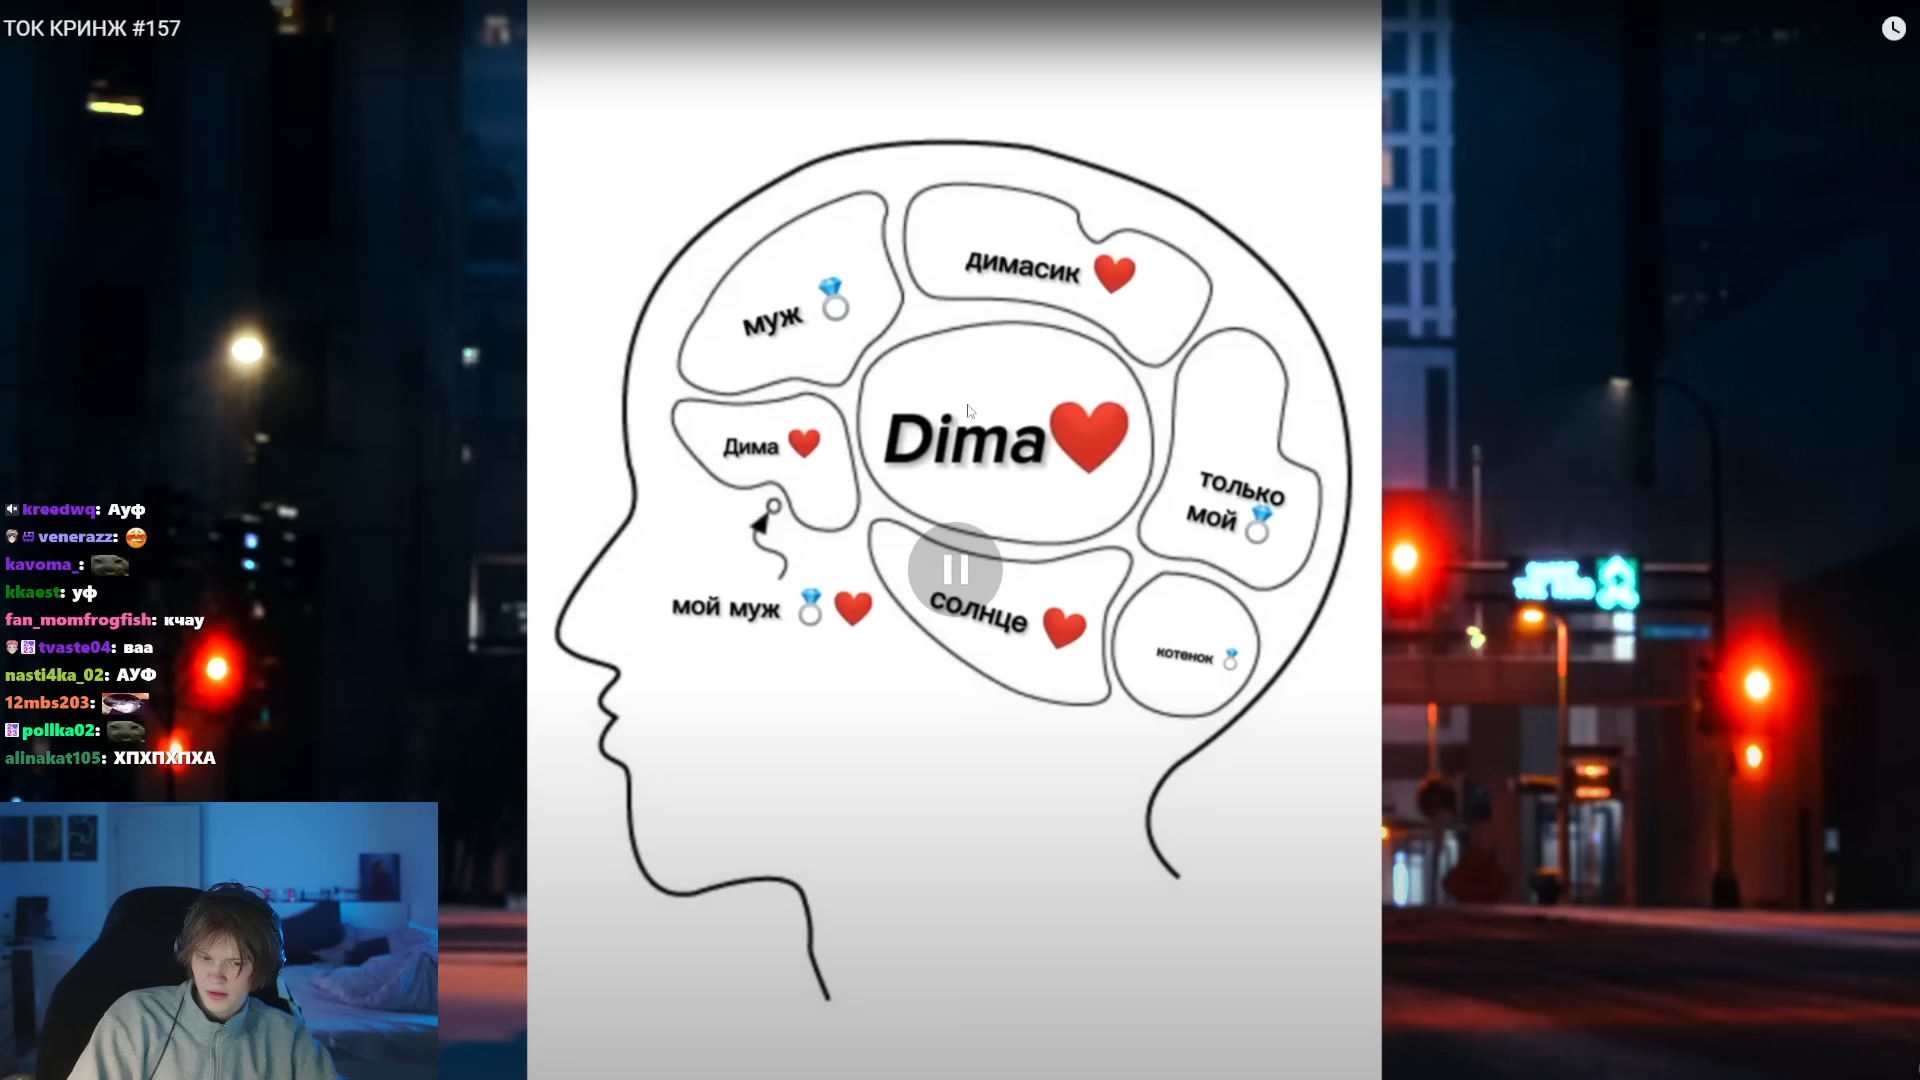 ТОК КРИНЖ #157
димасик ❤️
муж 💍
Dima❤️
Дима ❤️
только
мой 💍
мой муж 💍❤️
солнце ❤️
котенок 💍
kreedwq: Ауф
venerazz:
kavoma_:
kkaest: уф
fan_momfrogfish: кчау
tvaste04: ваа
nasti4ka_02: АУФ
12mbs203:
pollka02:
alinakat105: ХПХПХПХА